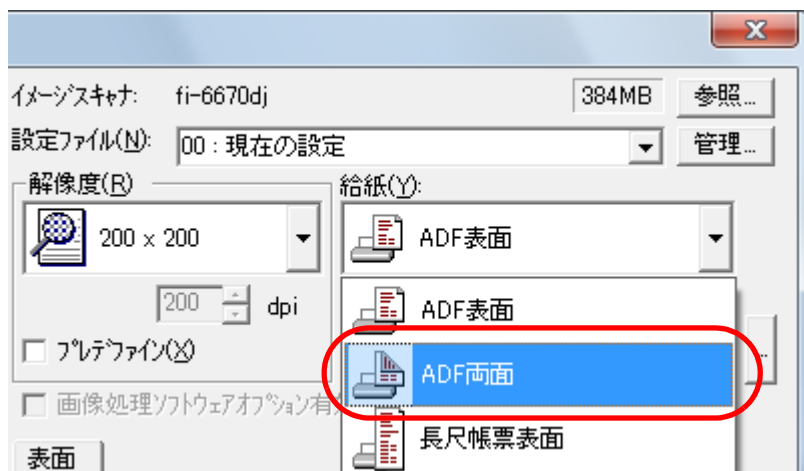 イメージスキャナ: fi-6670dj 384MB 参照...
設定ファイル(N): 00 : 現在の設定 管理...
解像度(R) 給紙(Y):
200 x 200 ADF表面
200 dpi ADF表面
プレデファイン(X) ADF両面 ...
画像処理ソフトウェアオプション有
表面 長尺帳票表面